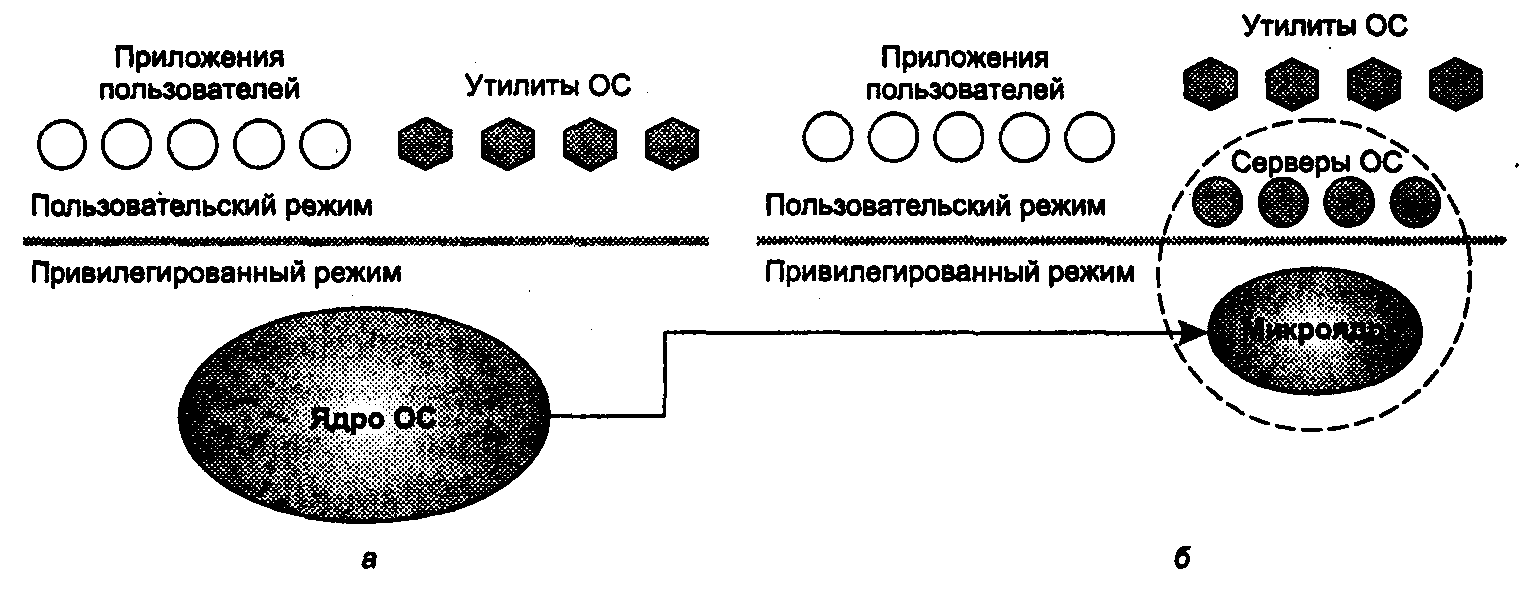 Приложения
пользователей
Утилиты ОС
Пользовательский режим
Привилегированный режим
Ядро ОС
а
Утилиты ОС
Приложения
пользователей
Серверы ОС
Пользовательский режим
Привилегированный режим
Микроядро
б